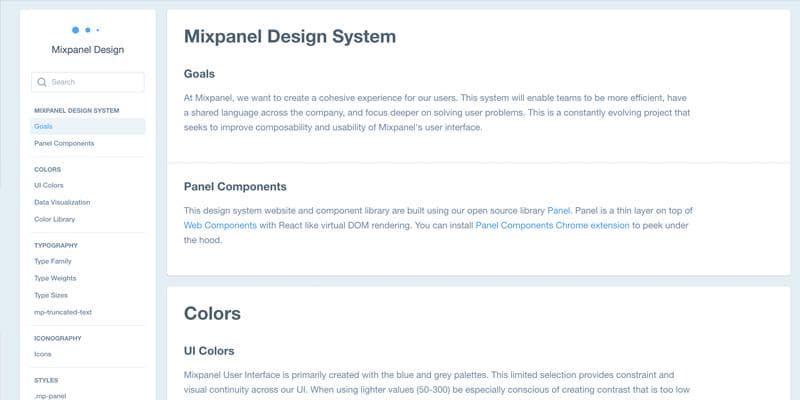 Mixpanel Design
Search
MIXPANEL DESIGN SYSTEM
Goals
Panel Components
COLORS
UI Colors
Data Visualization
Color Library
TYPOGRAPHY
Type Family
Type Weights
Type Sizes
mp-truncated-text
ICONOGRAPHY
Icons
STYLES
.mp-panel
Mixpanel Design System
Goals
At Mixpanel, we want to create a cohesive experience for our users. This system will enable teams to be more efficient, have
a shared language across the company, and focus deeper on solving user problems. This is a constantly evolving project that
seeks to improve composability and usability of Mixpanel's user interface.
Panel Components
This design system website and component library are built using our open source library Panel. Panel is a thin layer on top of
Web Components with React like virtual DOM rendering. You can install Panel Components Chrome extension to peek under
the hood.
Colors
UI Colors
Mixpanel User Interface is primarily created with the blue and grey palettes. This limited selection provides constraint and
visual continuity across our UI. When using lighter values (50-300) be especially conscious of creating contrast that is too low